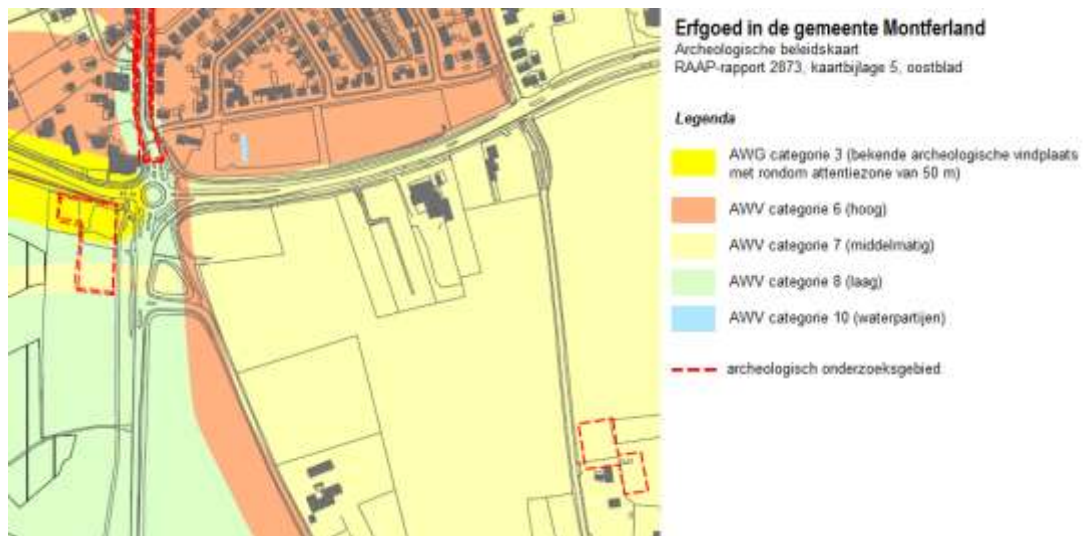 Erfgoed in de gemeente Montferland
Archeologische beleidskaart
RAAP-rapport 2873, kaartbijlage 5, oostblad
Legenda
AWG categorie 3 (bekende archeologische vindplaats
met rondom attentiezone van 50 m)
AWV categorie 6 (hoog)
AWV categorie 7 (middelmatig)
AWV categorie 8 (laag)
AWV categorie 10 (waterpartijen)
archeologisch onderzoeksgebied